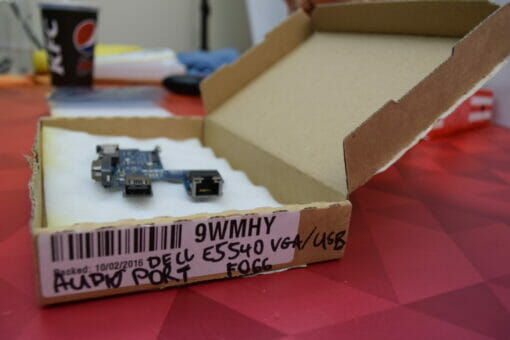 KFC
9WMHY
Packed: 10/02/2016 DELL E5540 VGA/USB
AUDIO PORT F066